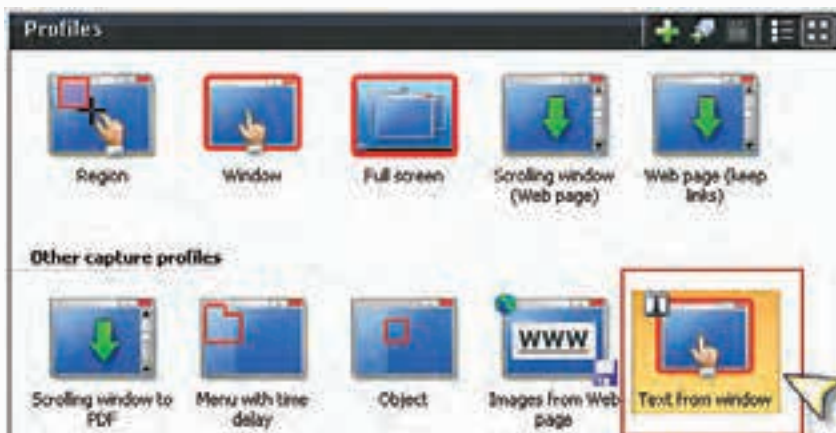 Profiles
Region
Window
Full screen
Scrolling window
(Web page)
Web page (keep
links)
Other capture profiles
Scrolling window to
PDF
Menu with time
delay
Object
WWW
Images from Web
page
Text from window